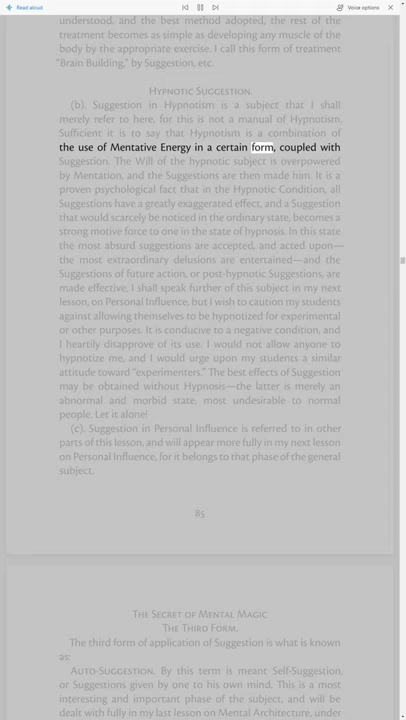 Read aloud
Voice options
understood, and the best method adopted, the rest of the
treatment becomes as simple as developing any muscle of the
body by the appropriate exercise. I call this form of treatment
"Brain Building," by Suggestion, etc.
HYPNOTIC SUGGESTION.
(b). Suggestion in Hypnotism is a subject that I shall
merely refer to here, for this is not a manual of Hypnotism.
Sufficient it is to say that Hypnotism is a combination of
the use of Mentative Energy in a certain form, coupled with
Suggestion. The Will of the hypnotic subject is overpowered
by Mentation, and the Suggestions are then made him. It is a
proven psychological fact that in the Hypnotic Condition, all
Suggestions have a greatly exaggerated effect, and a Suggestion
that would scarcely be noticed in the ordinary state, becomes a
strong motive force to one in the state of hypnosis. In this state
the most absurd suggestions are accepted, and acted upon—
the most extraordinary delusions are entertained—and the
Suggestions of future action, or post-hypnotic Suggestions, are
made effective. I shall speak further of this subject in my next
lesson, on Personal Influence, but I wish to caution my students
against allowing themselves to be hypnotized for experimental
or other purposes. It is conducive to a negative condition, and
I heartily disapprove of its use. I would not allow anyone to
hypnotize me, and I would urge upon my students a similar
attitude toward "experimenters." The best effects of Suggestion
may be obtained without Hypnosis—the latter is merely an
abnormal and morbid state, most undesirable to normal
people. Let it alone!
(c). Suggestion in Personal Influence is referred to in other
parts of this lesson, and will appear more fully in my next lesson
on Personal Influence, for it belongs to that phase of the general
subject.
85
THE SECRET OF MENTAL MAGIC
THE THIRD FORM.
The third form of application of Suggestion is what is known
as:
AUTO-SUGGESTION. By this term is meant Self-Suggestion,
or Suggestions given by one to his own mind. This is a most
interesting and important phase of the subject, and will be
dealt with fully in my last lesson on Mental Architecture, under